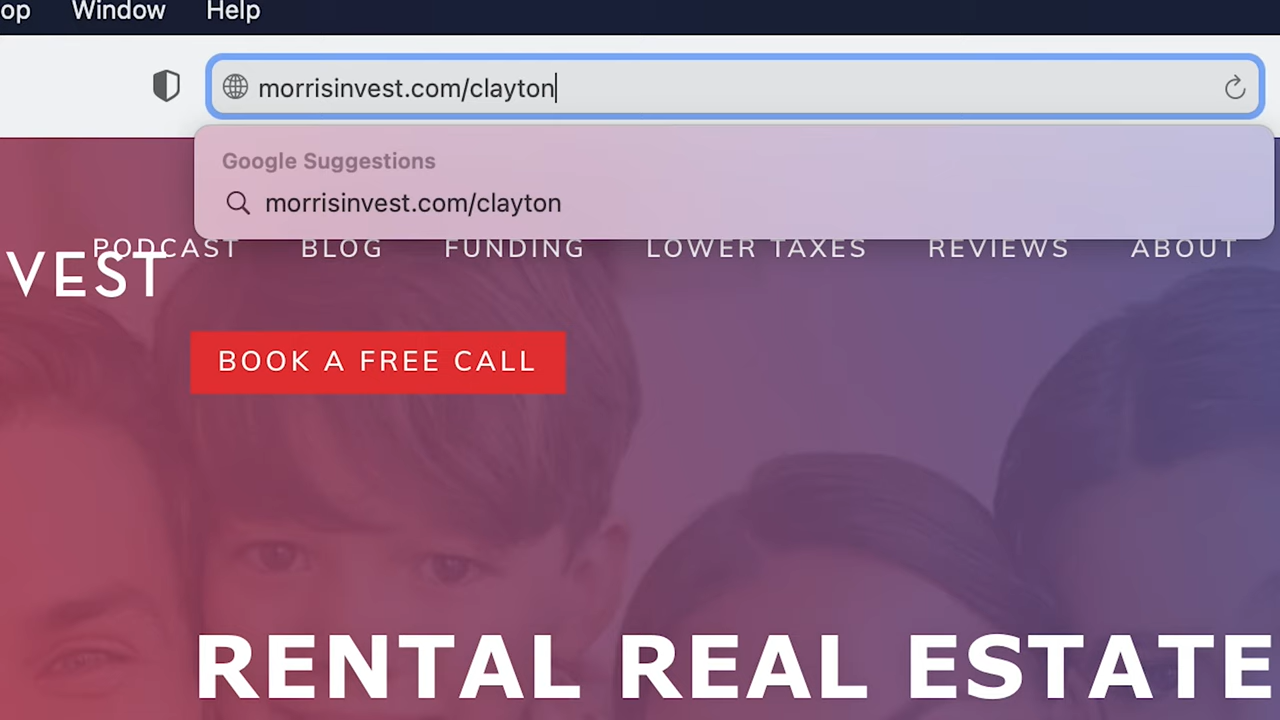 op Window Help
morrisinvest.com/clayton
Google Suggestions
morrisinvest.com/clayton
PODCAST BLOG FUNDING LOWER TAXES REVIEWS ABOUT
VEST
BOOK A FREE CALL
RENTAL REAL ESTATE